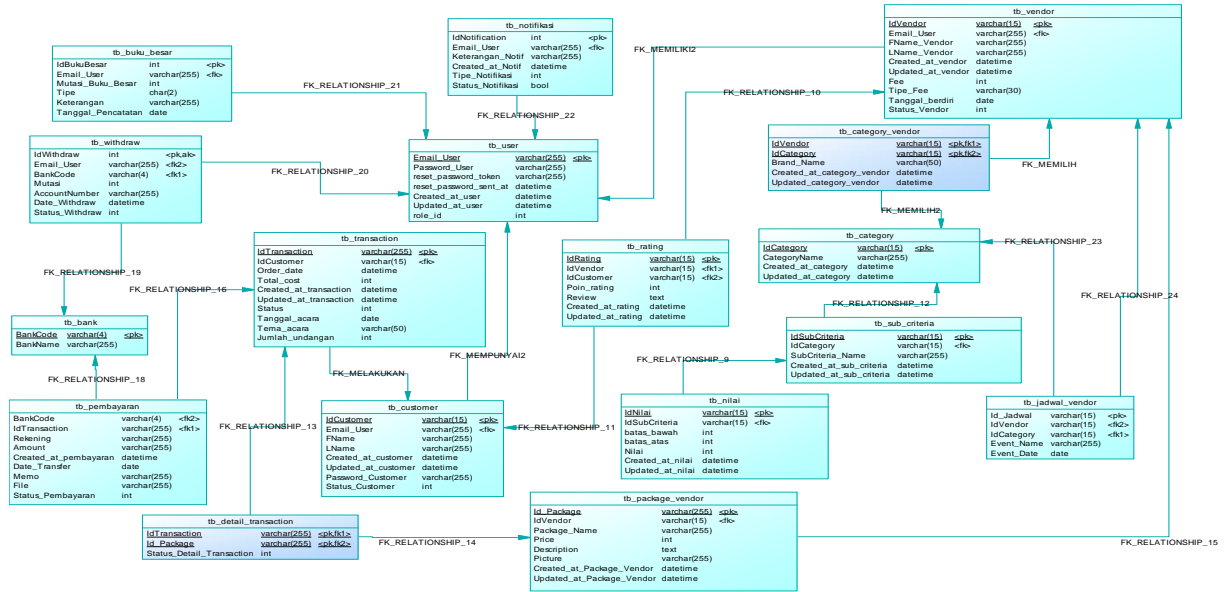 tb_notifikasi
IdNotification int <pk>
Email_User varchar(255) <fk>
Keterangan_Notif varchar(255)
Created_at_Notif datetime
Tipe_Notifikasi int
Status_Notifikasi bool
tb_vendor
IdVendor varchar(15) <pk>
Email_User varchar(255) <fk>
FName_Vendor varchar(255)
LName_Vendor varchar(255)
Created_at_vendor datetime
Updated_at_vendor datetime
Fee int
Tipe_Fee varchar(30)
Tanggal_berdiri date
Status_Vendor int
tb_buku_besar
IdBukuBesar int <pk>
Email_User varchar(255) <fk>
Mutasi_Buku_Besar int
Tipe char(2)
Keterangan varchar(255)
Tanggal_Pencatatan date
FK_MEMILIKI2
FK_RELATIONSHIP_21
FK_RELATIONSHIP_10
FK_RELATIONSHIP_22
tb_withdraw
IdWithdraw int <pk,ak>
Email_User varchar(255) <fk2>
BankCode varchar(4) <fk1>
Mutasi int
AccountNumber varchar(255)
Date_Withdraw datetime
Status_Withdraw int
FK_RELATIONSHIP_20
tb_user
Email_User varchar(255) <pk>
Password_User varchar(255)
reset_password_token varchar(255)
reset_password_sent_at datetime
Created_at_user datetime
Updated_at_user datetime
role_id int
tb_category_vendor
IdVendor varchar(15) <pk,fk1>
IdCategory varchar(15) <pk,fk2>
Brand_Name varchar(50)
Created_at_category_vendor datetime
Updated_category_vendor datetime
FK_MEMILIH
FK_MEMILIH2
tb_transaction
IdTransaction varchar(255) <pk>
IdCustomer varchar(15) <fk>
Order_date datetime
Total_cost int
Created_at_transaction datetime
Updated_at_transaction datetime
Status int
Tanggal_acara date
Tema_acara varchar(50)
Jumlah_undangan int
tb_rating
IdRating varchar(15) <pk>
IdVendor varchar(15) <fk1>
IdCustomer varchar(15) <fk2>
Poin_rating int
Review text
Created_at_rating datetime
Updated_at_rating datetime
tb_category
IdCategory varchar(15) <pk>
CategoryName varchar(255)
Created_at_category datetime
Updated_at_category datetime
FK_RELATIONSHIP_23
FK_RELATIONSHIP_19
FK_RELATIONSHIP_16
FK_RELATIONSHIP_24
FK_RELATIONSHIP_12
tb_bank
BankCode varchar(4) <pk>
BankName varchar(255)
tb_sub_criteria
IdSubCriteria varchar(15) <pk>
IdCategory varchar(15) <fk>
SubCriteria_Name varchar(255)
Created_at_sub_criteria datetime
Updated_at_sub_criteria datetime
FK_MEMPUNYAI2
FK_RELATIONSHIP_9
FK_MELAKUKAN
FK_RELATIONSHIP_18
tb_pembayaran
BankCode varchar(4) <fk2>
IdTransaction varchar(255) <fk1>
Rekening varchar(255)
Amount varchar(255)
Created_at_pembayaran datetime
Date_Transfer date
Memo varchar(255)
File varchar(255)
Status_Pembayaran int
FK_RELATIONSHIP_13
tb_customer
IdCustomer varchar(15) <pk>
Email_User varchar(255) <fk>
FName varchar(255)
LName varchar(255)
Created_at_customer datetime
Updated_at_customer datetime
Password_Customer varchar(255)
Status_Customer int
FK_RELATIONSHIP_11
tb_nilai
IdNilai varchar(15) <pk>
IdSubCriteria varchar(15) <fk>
batas_bawah int
batas_atas int
Nilai int
Created_at_nilai datetime
Updated_at_nilai datetime
tb_jadwal_vendor
Id_Jadwal varchar(15) <pk>
IdVendor varchar(15) <fk2>
IdCategory varchar(15) <fk1>
Event_Name varchar(255)
Event_Date date
tb_detail_transaction
IdTransaction varchar(255) <pk,fk1>
Id_Package varchar(255) <pk,fk2>
Status_Detail_Transaction int
FK_RELATIONSHIP_14
tb_package_vendor
Id_Package varchar(255) <pk>
IdVendor varchar(15) <fk>
Package_Name varchar(255)
Price int
Description text
Picture varchar(255)
Created_at_Package_Vendor datetime
Updated_at_Package_Vendor datetime
FK_RELATIONSHIP_15